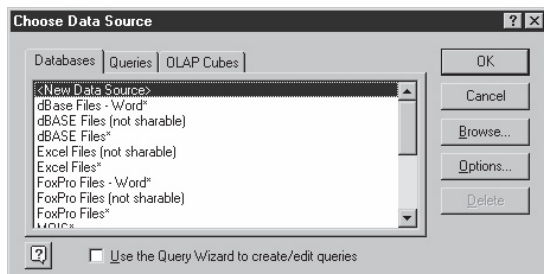 Choose Data Source
Databases Queries OLAP Cubes
<New Data Source>
dBase Files - Word*
dBASE Files (not sharable)
dBASE Files*
Excel Files (not sharable)
Excel Files*
FoxPro Files - Word*
FoxPro Files (not sharable)
FoxPro Files*
OK
Cancel
Browse...
Options...
Delete
Use the Query Wizard to create/edit queries